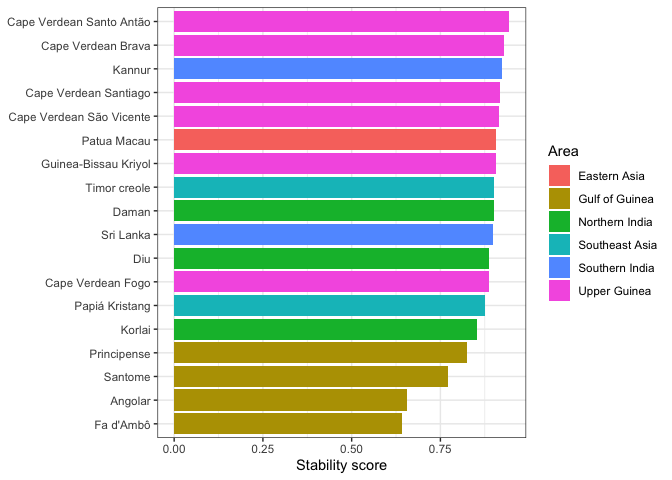 Cape Verdean Santo Antão
Cape Verdean Brava
Kannur
Cape Verdean Santiago
Cape Verdean São Vicente
Patua Macau
Guinea-Bissau Kriyol
Timor creole
Daman
Sri Lanka
Diu
Cape Verdean Fogo
Papiá Kristang
Korlai
Principense
Santome
Angolar
Fa d'Ambô
0.00 0.25 0.50 0.75
Stability score
Area
Eastern Asia
Gulf of Guinea
Northern India
Southeast Asia
Southern India
Upper Guinea